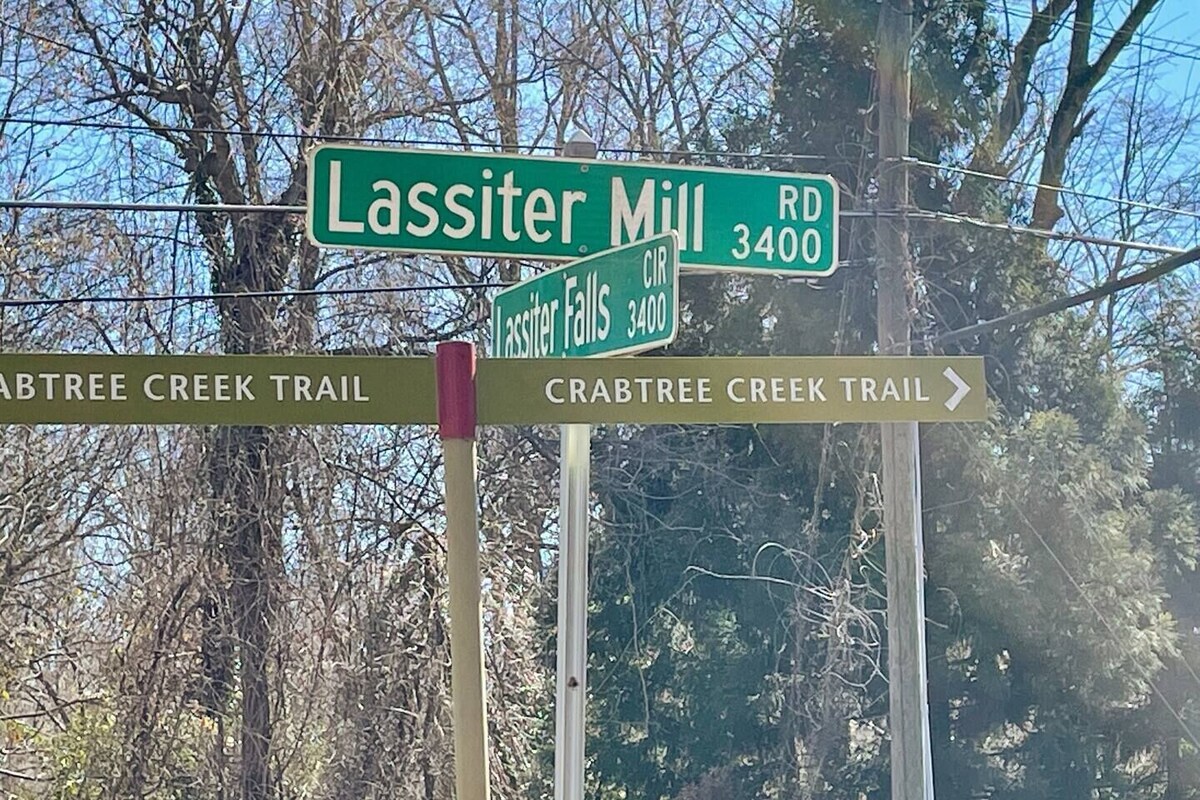 Lassiter Mill RD
3400
Lassiter Falls CIR
3400
ABTREE CREEK TRAIL
CRABTREE CREEK TRAIL >